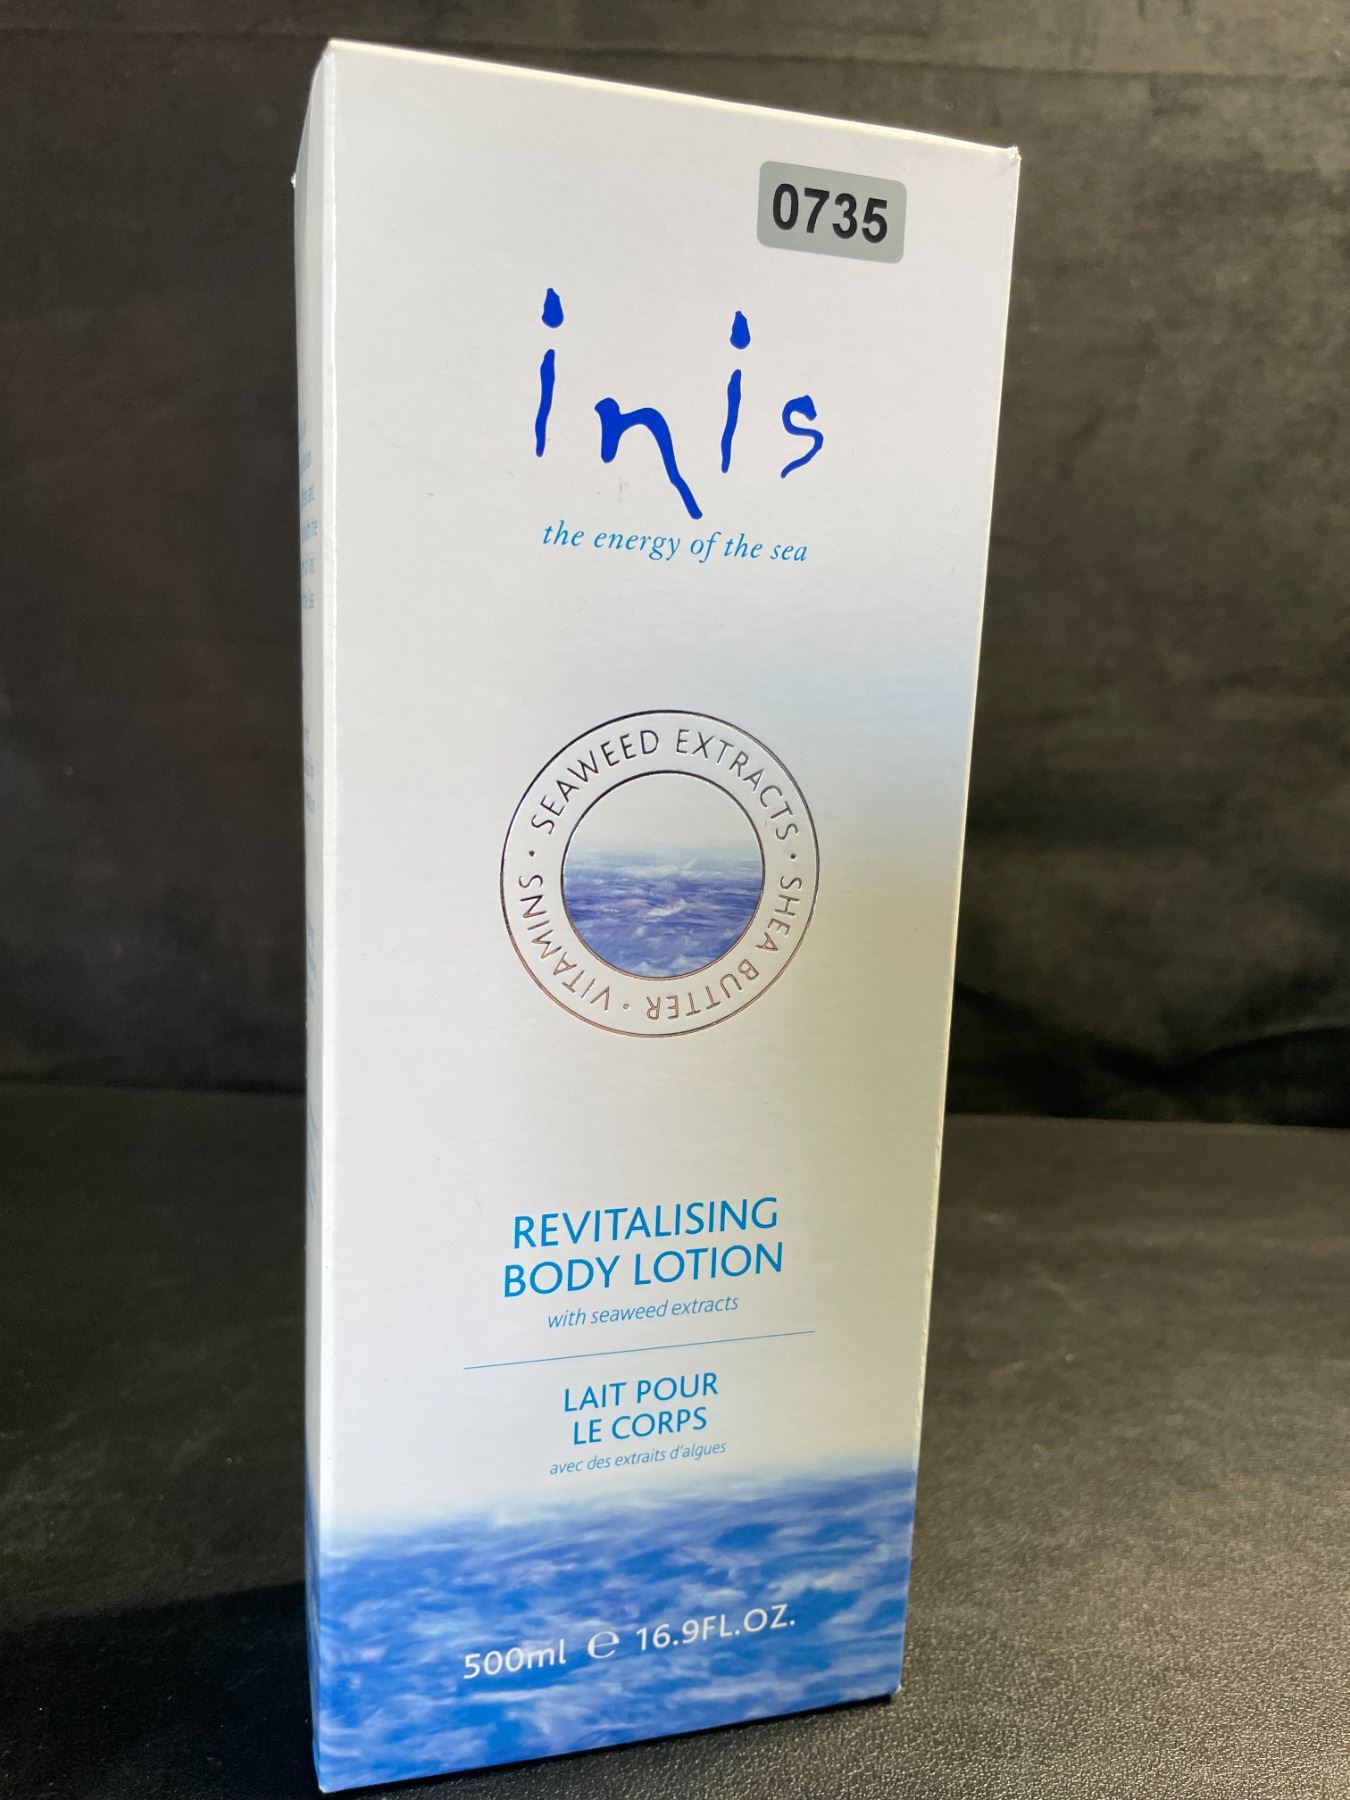 0735
inis
the energy of the sea
SEAWEED EXTRACTS · SHEA BUTTER · VITAMINS ·
REVITALISING
BODY LOTION
with seaweed extracts
LAIT POUR
LE CORPS
avec des extraits d'algues
500ml ℮ 16.9FL.OZ.